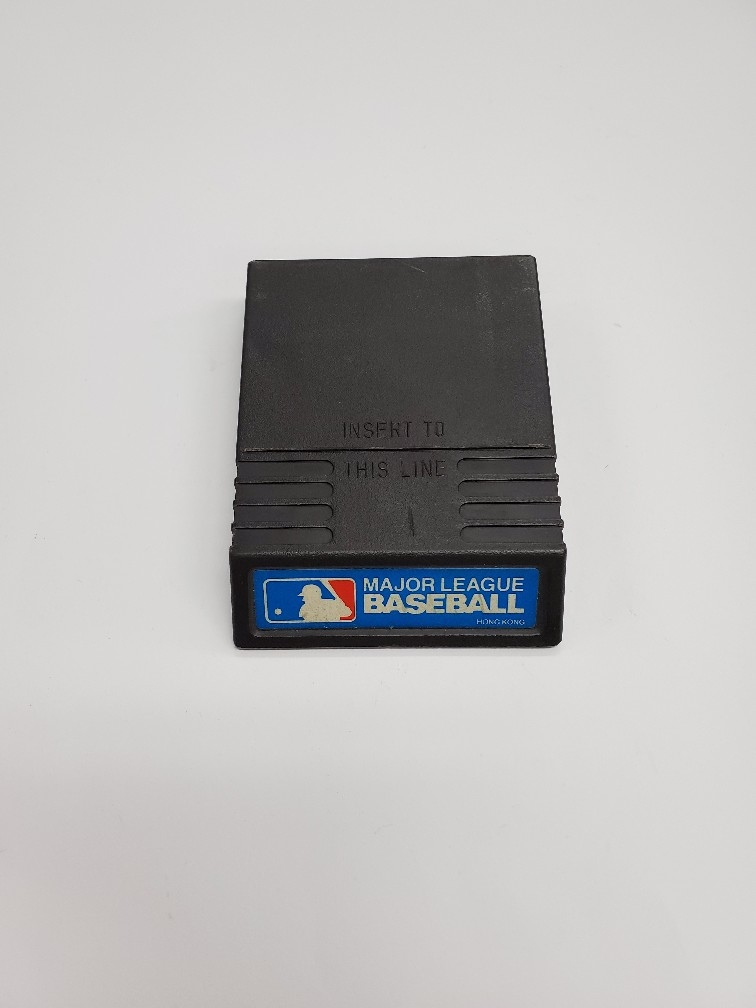 INSERT TO
THIS LINE
MAJOR LEAGUE
BASEBALL
HONG KONG